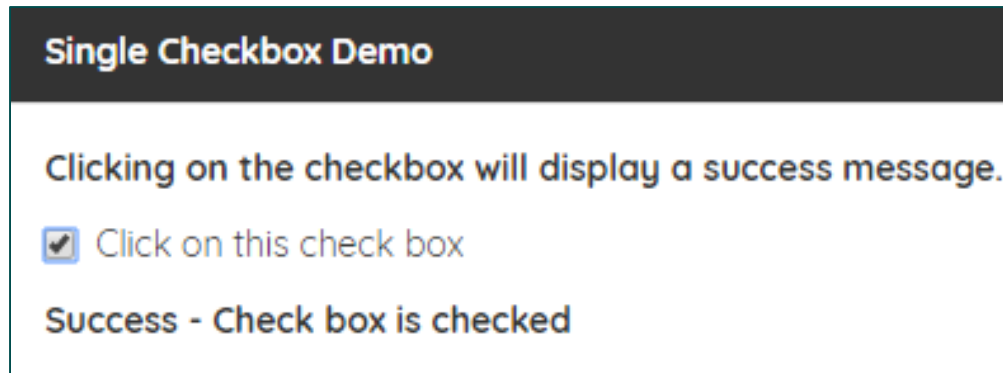 Single Checkbox Demo
Clicking on the checkbox will display a success message.
Click on this check box
Success - Check box is checked